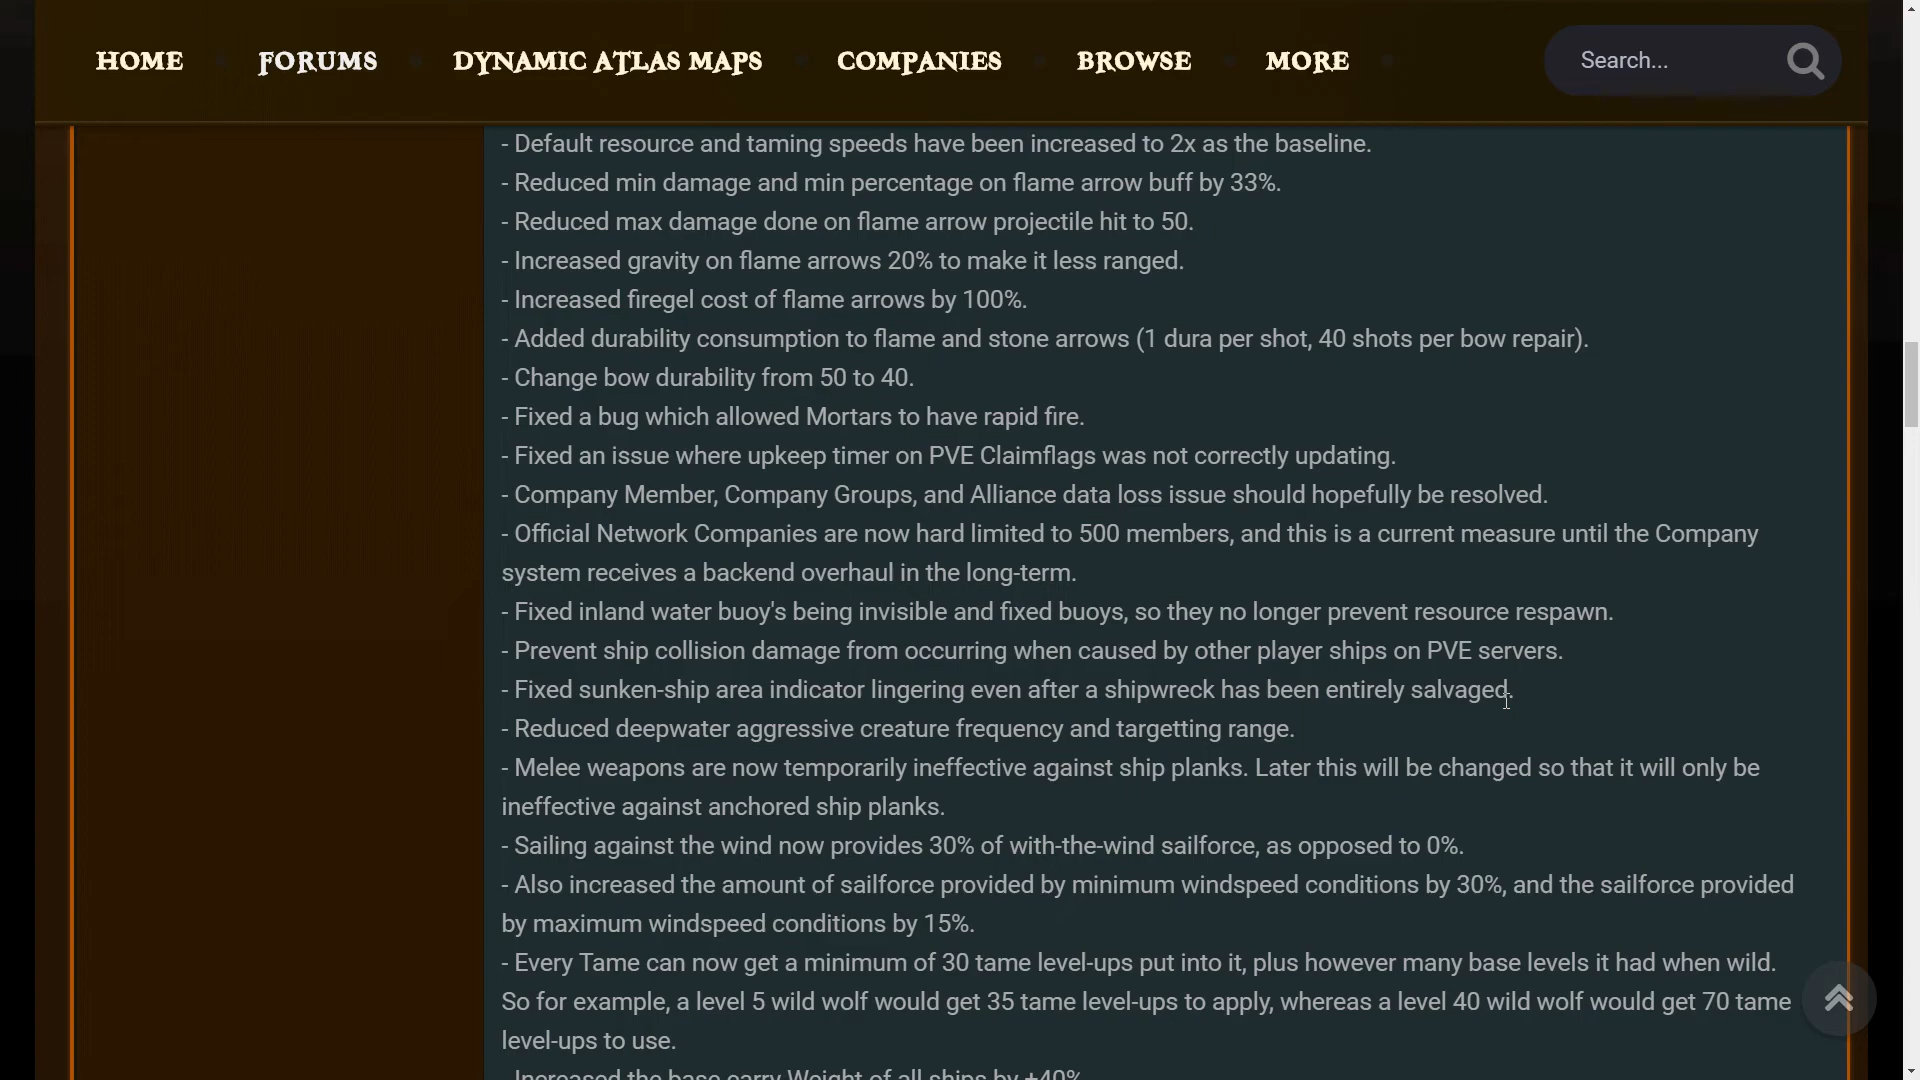 HOME FORUMS DYNAMIC ATLAS MAPS COMPANIES BROWSE MORE Search...
- Default resource and taming speeds have been increased to 2x as the baseline.
- Reduced min damage and min percentage on flame arrow buff by 33%.
- Reduced max damage done on flame arrow projectile hit to 50.
- Increased gravity on flame arrows 20% to make it less ranged.
- Increased firegel cost of flame arrows by 100%.
- Added durability consumption to flame and stone arrows (1 dura per shot, 40 shots per bow repair).
- Change bow durability from 50 to 40.
- Fixed a bug which allowed Mortars to have rapid fire.
- Fixed an issue where upkeep timer on PVE Claimflags was not correctly updating.
- Company Member, Company Groups, and Alliance data loss issue should hopefully be resolved.
- Official Network Companies are now hard limited to 500 members, and this is a current measure until the Company
system receives a backend overhaul in the long-term.
- Fixed inland water buoy's being invisible and fixed buoys, so they no longer prevent resource respawn.
- Prevent ship collision damage from occurring when caused by other player ships on PVE servers.
- Fixed sunken-ship area indicator lingering even after a shipwreck has been entirely salvaged.
- Reduced deepwater aggressive creature frequency and targetting range.
- Melee weapons are now temporarily ineffective against ship planks. Later this will be changed so that it will only be
ineffective against anchored ship planks.
- Sailing against the wind now provides 30% of with-the-wind sailforce, as opposed to 0%.
- Also increased the amount of sailforce provided by minimum windspeed conditions by 30%, and the sailforce provided
by maximum windspeed conditions by 15%.
- Every Tame can now get a minimum of 30 tame level-ups put into it, plus however many base levels it had when wild.
So for example, a level 5 wild wolf would get 35 tame level-ups to apply, whereas a level 40 wild wolf would get 70 tame
level-ups to use.
- Increased the base carry Weight of all ships by +40%